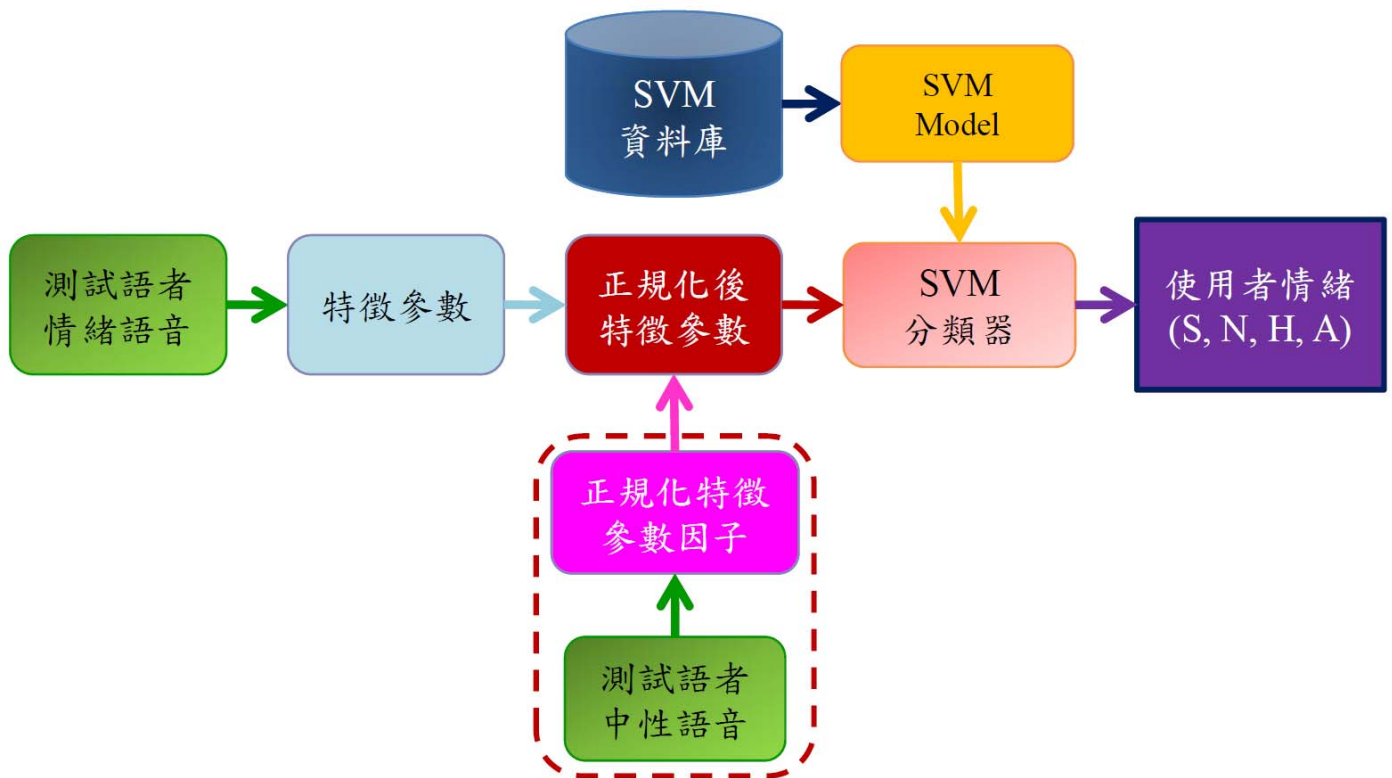 SVM
資料庫
SVM
Model
測試語者
情緒語音
特徵參數
正規化後
特徵參數
SVM
分類器
使用者情緒
(S, N, H, A)
正規化特徵
參數因子
測試語者
中性語音